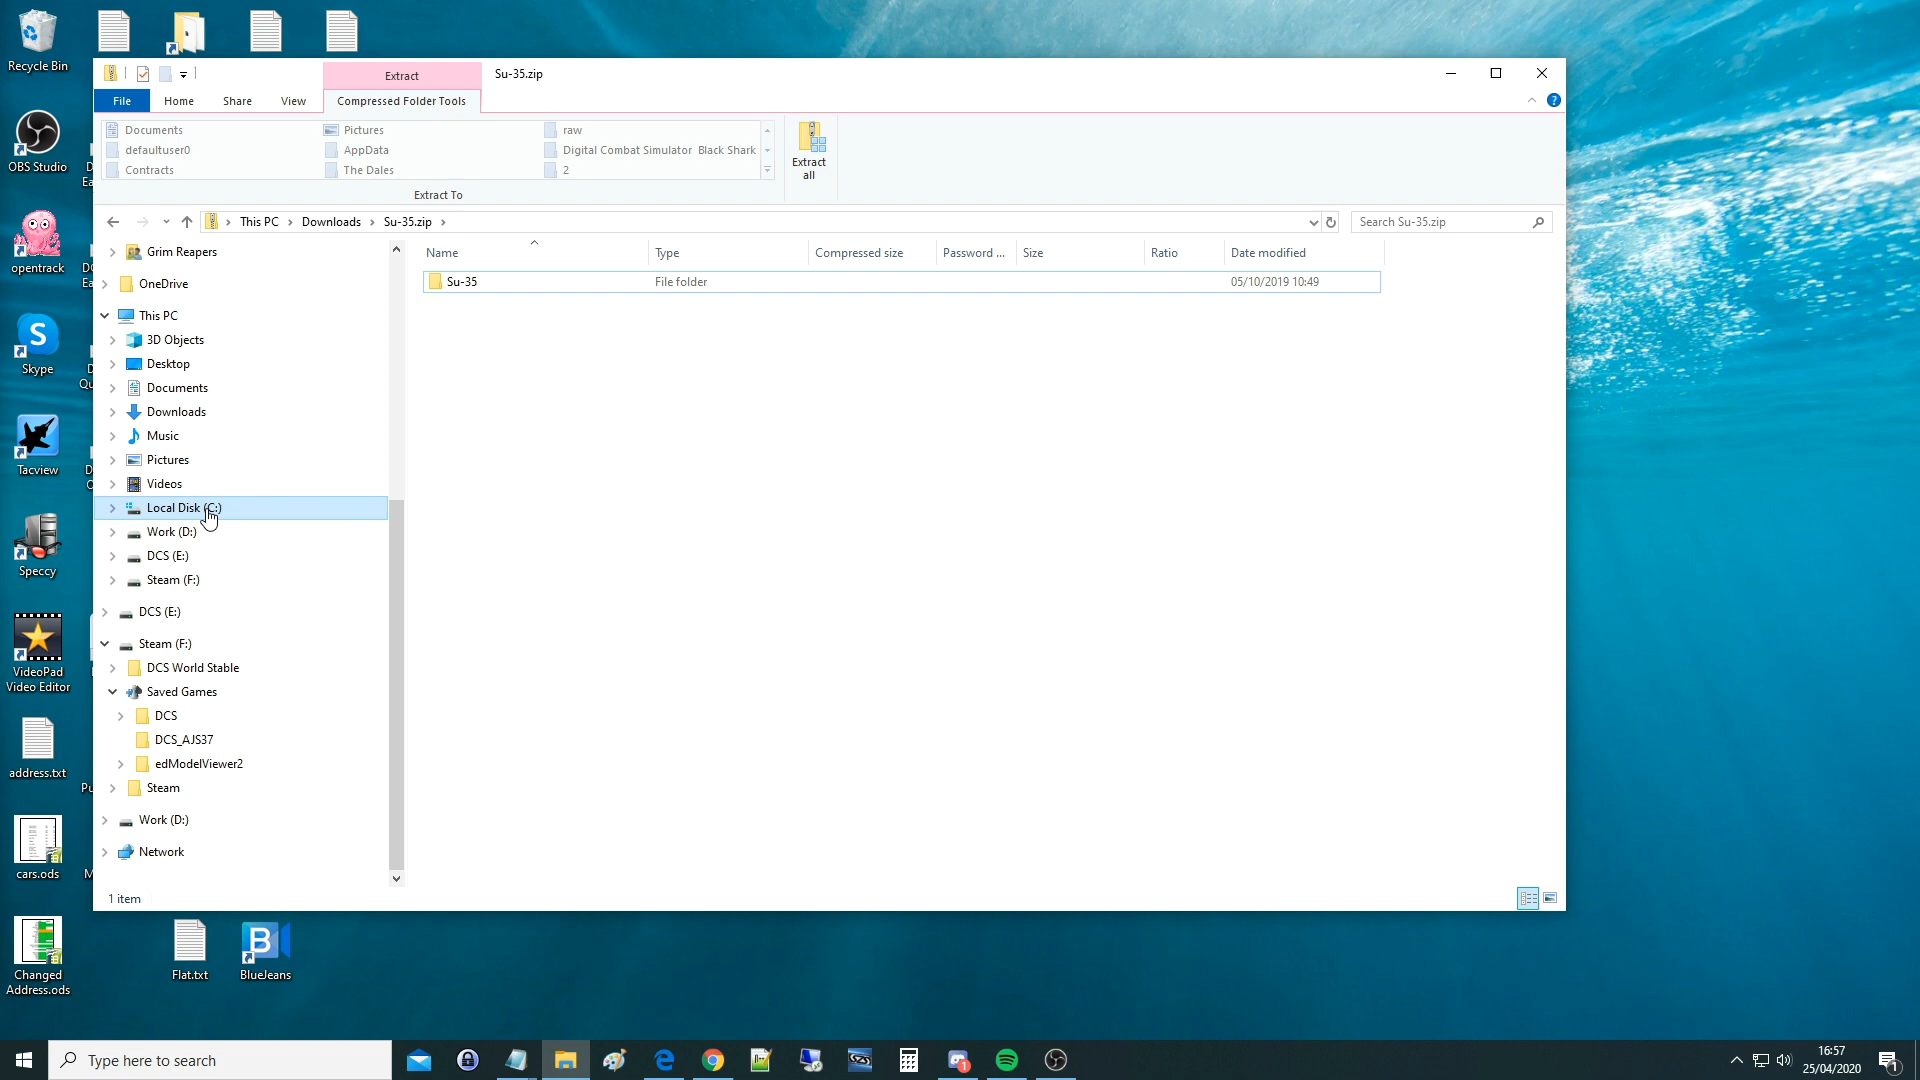 Recycle Bin
OBS Studio
opentrack
Skype
Tacview
Speccy
VideoPad
Video Editor
address.txt
cars.ods
Changed
Address.ods
Flat.txt
BlueJeans
Extract
Su-35.zip
File
Home
Share
View
Compressed Folder Tools
Documents
Pictures
raw
defaultuser0
AppData
Digital Combat Simulator Black Shark
Contracts
The Dales
2
Extract To
Extract
all
This PC
Downloads
Su-35.zip
Search Su-35.zip
Grim Reapers
OneDrive
This PC
3D Objects
Desktop
Documents
Downloads
Music
Pictures
Videos
Local Disk (C:)
Work (D:)
DCS (E:)
Steam (F:)
DCS (E:)
Steam (F:)
DCS World Stable
Saved Games
DCS
DCS_AJS37
edModelViewer2
Steam
Work (D:)
Network
Name
Type
Compressed size
Password ...
Size
Ratio
Date modified
Su-35
File folder
05/10/2019 10:49
1 item
Type here to search
16:57
25/04/2020